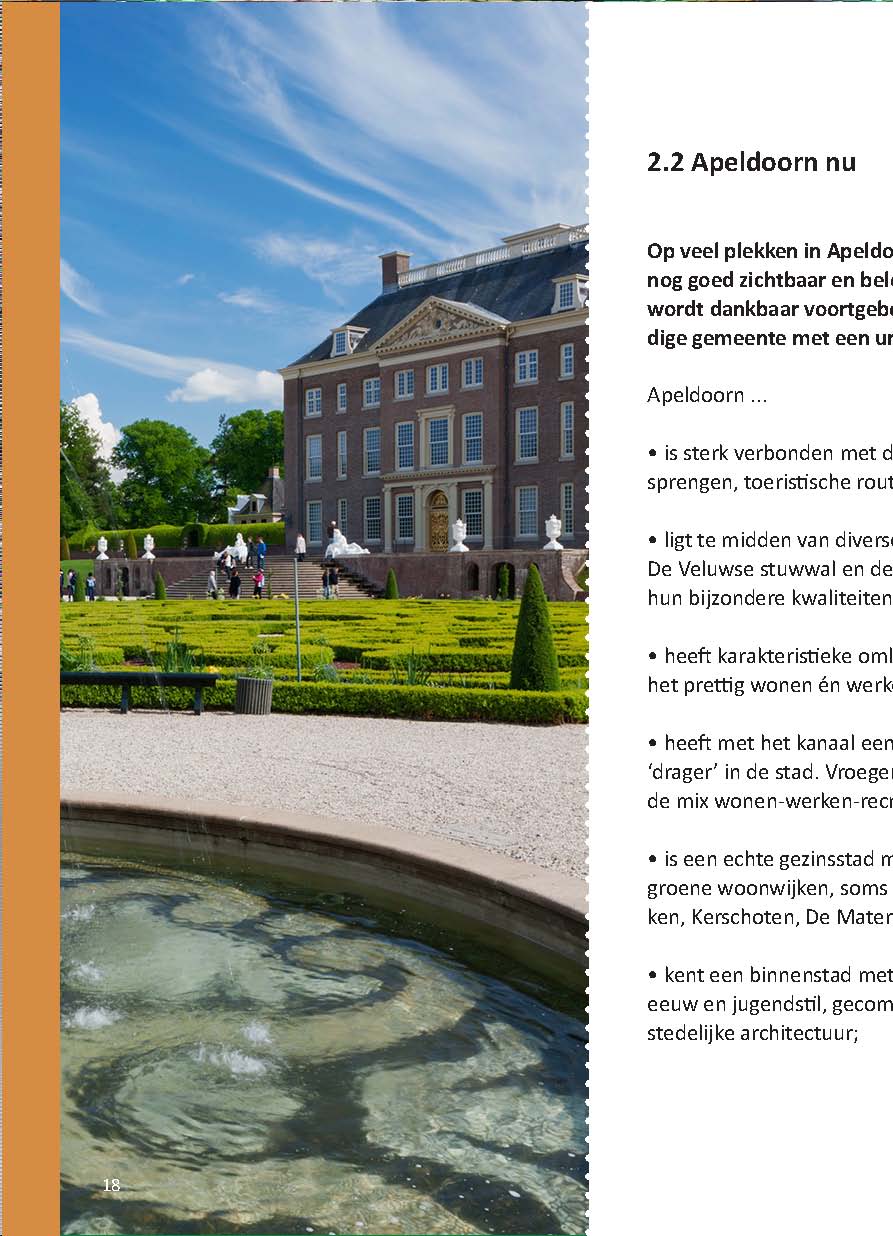 2.2 Apeldoorn nu
Op veel plekken in Apeldo
nog goed zichtbaar en bel
wordt dankbaar voortgeb
dige gemeente met een u
Apeldoorn ...
• is sterk verbonden met d
sprengen, toeristische rout
• ligt te midden van divers
De Veluwse stuwwal en de
hun bijzondere kwaliteiten
• heeft karakteristieke oml
het prettig wonen én werk
• heeft met het kanaal een
‘drager’ in de stad. Vroeger
de mix wonen-werken-recr
• is een echte gezinsstad m
groene woonwijken, soms
ken, Kerschoten, De Mater
• kent een binnenstad met
eeuw en jugendstil, gecom
stedelijke architectuur;
18